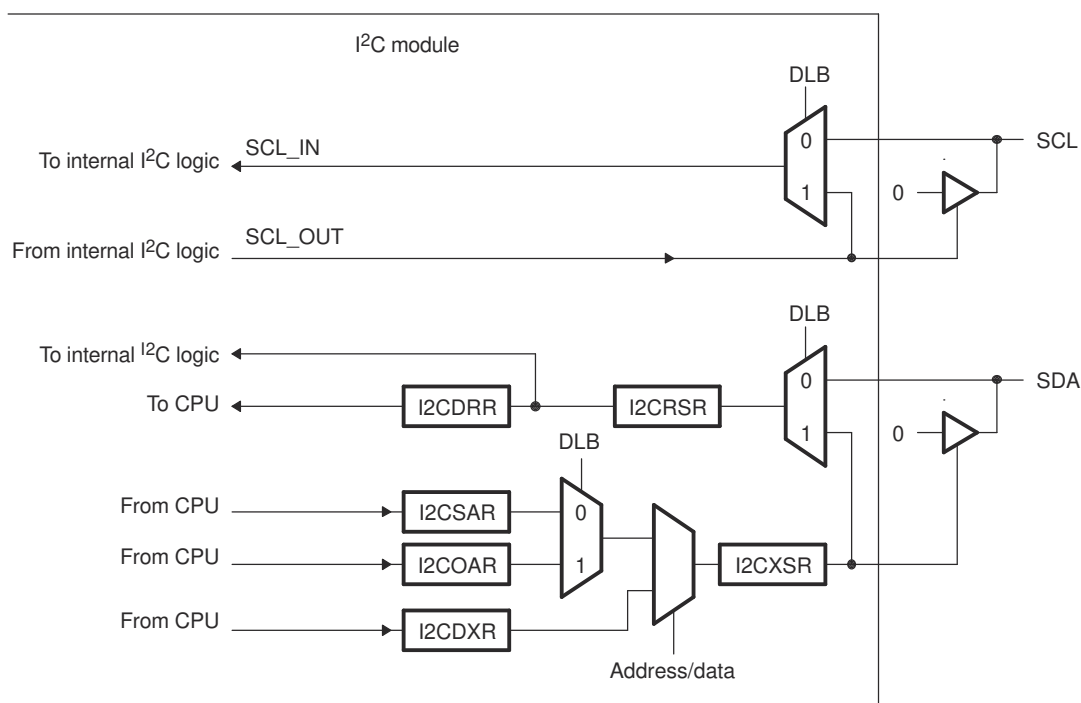 I²C module
DLB
0
SCL
To internal I²C logic
SCL_IN
1
0
From internal I²C logic
SCL_OUT
DLB
To internal I²C logic
0
SDA
To CPU
I2CDRR
I2CRSR
1
0
DLB
From CPU
I2CSAR
0
From CPU
I2COAR
1
I2CXSR
From CPU
I2CDXR
Address/data